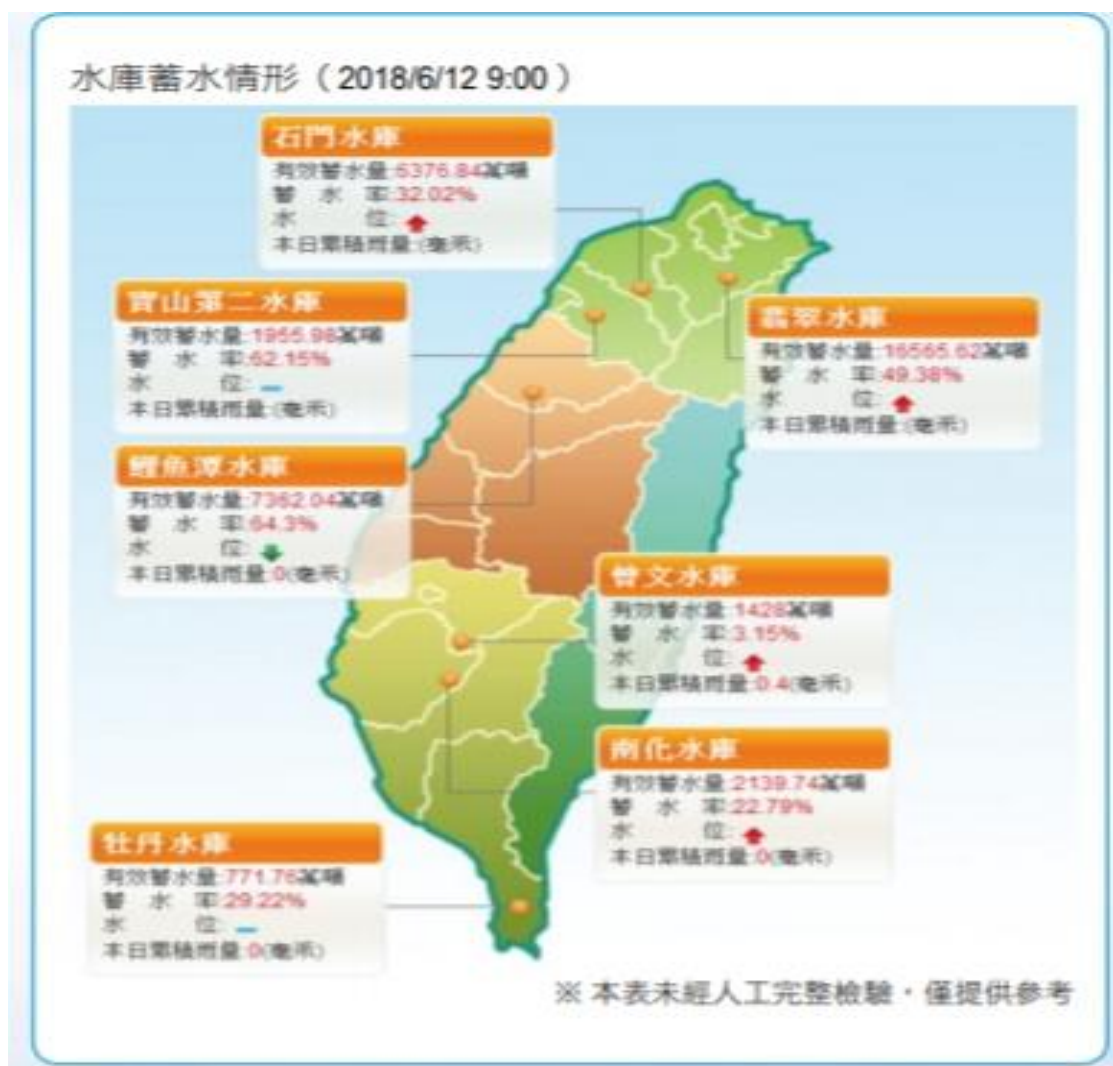 水庫蓄水情形（2018/6/12 9:00）
石門水庫
有效蓄水量:6376.84萬噸
蓄水率:32.02%
水位:
本日累積雨量:(毫米)
寶山第二水庫
有效蓄水量:1955.98萬噸
蓄水率:62.15%
水位:
本日累積雨量:(毫米)
翡翠水庫
有效蓄水量:16565.62萬噸
蓄水率:49.38%
水位:
本日累積雨量:(毫米)
鯉魚潭水庫
有效蓄水量:7362.04萬噸
蓄水率:64.3%
水位:
本日累積雨量:0(毫米)
曾文水庫
有效蓄水量:1428萬噸
蓄水率:3.15%
水位:
本日累積雨量:0.4(毫米)
南化水庫
有效蓄水量:2139.74萬噸
蓄水率:22.79%
水位:
本日累積雨量:0(毫米)
牡丹水庫
有效蓄水量:771.76萬噸
蓄水率:29.22%
水位:
本日累積雨量:0(毫米)
※ 本表未經人工完整檢驗，僅提供參考